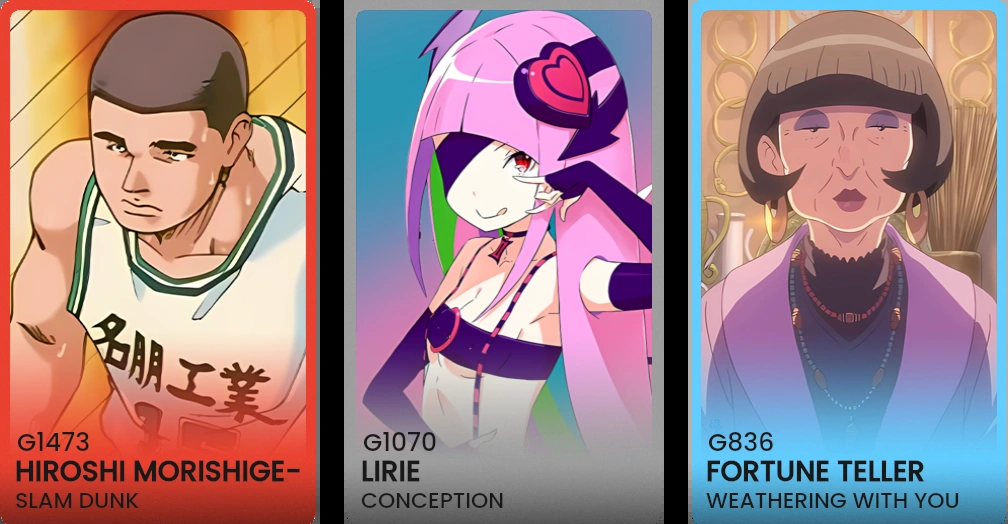 名朋工業
G1473
HIROSHI MORISHIGE-
SLAM DUNK
G1070
LIRIE
CONCEPTION
G836
FORTUNE TELLER
WEATHERING WITH YOU